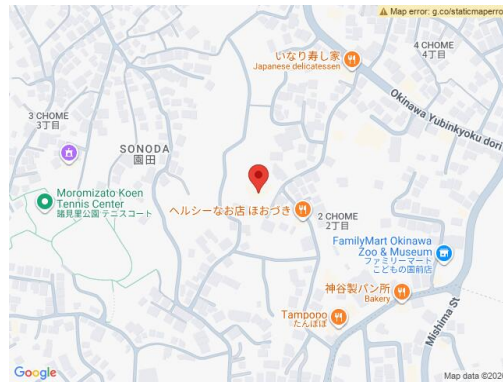 Map error: g.co/staticmaperro
いなり寿し家
Japanese delicatessen
4 CHOME
4丁目
Okinawa Yubinkyoku dori
3 CHOME
3丁目
SONODA
園田
Moromizato Koen
Tennis Center
諸見里公園 テニスコート
ヘルシーなお店 ほおづき
2 CHOME
2丁目
FamilyMart Okinawa
Zoo & Museum
ファミリーマート
こどもの国前店
神谷製パン所
Bakery
Tampopo
たんぽぽ
Mishima St
Google
Map data ©2026